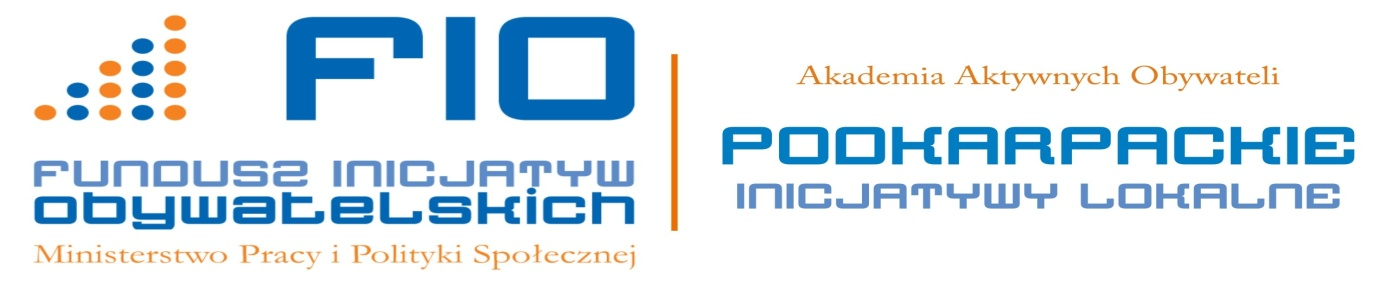 FIO
FUNDUSZ INICJATYW
obywatelskich
Ministerstwo Pracy i Polityki Społecznej
Akademia Aktywnych Obywateli
PODKARPACKIE
INICJATYWY LOKALNE